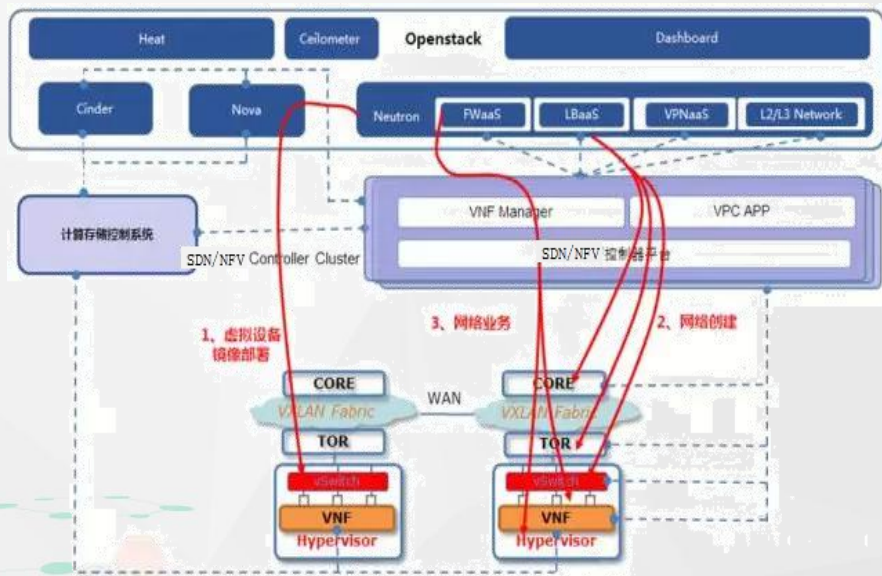 Heat
Ceilometer
Openstack
Dashboard
Cinder
Nova
Neutron
FWaaS
LBaaS
VPNaaS
L2/L3 Network
计算存储控制系统
VNF Manager
VPC APP
SDN/NFV Controller Cluster
SDN/NFV 控制器平台
1、虚拟设备
镜像部署
3、网络业务
2、网络创建
CORE
WAN
CORE
VXLAN Fabric
VXLAN Fabric
TOR
TOR
vSwitch
vSwitch
VNF
VNF
Hypervisor
Hypervisor